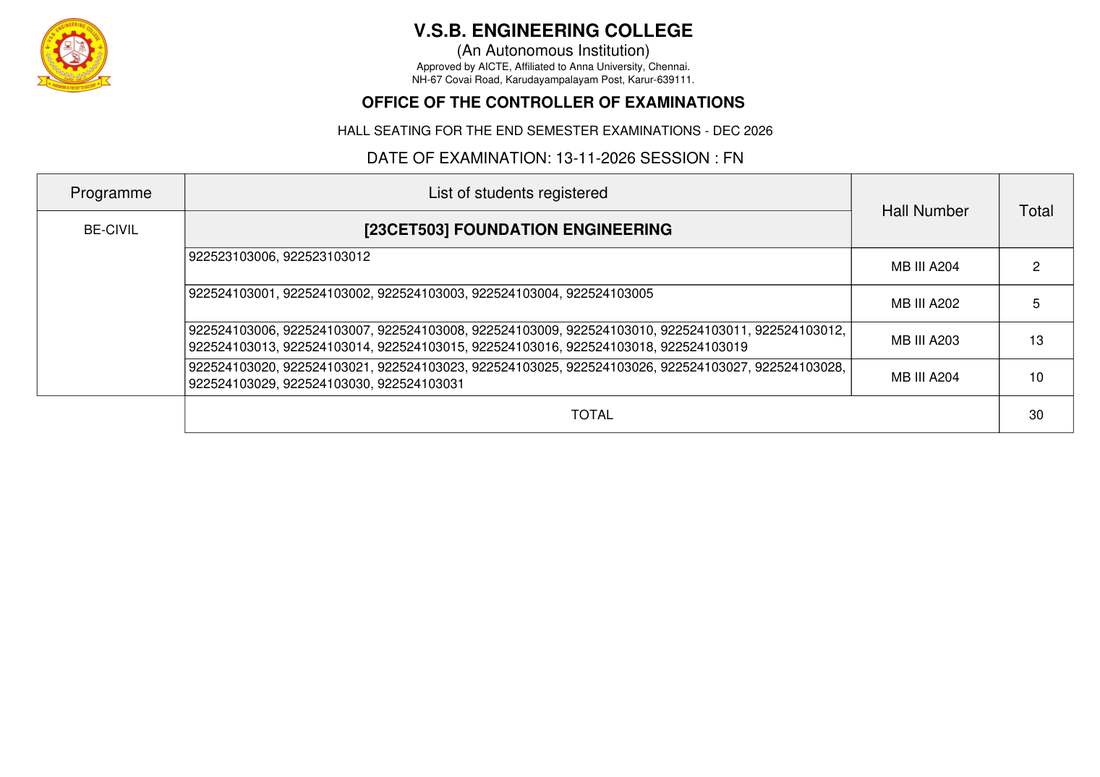 V.S.B. ENGINEERING COLLEGE
(An Autonomous Institution)
Approved by AICTE, Affiliated to Anna University, Chennai.
NH-67 Covai Road, Karudayampalayam Post, Karur-639111.
OFFICE OF THE CONTROLLER OF EXAMINATIONS
HALL SEATING FOR THE END SEMESTER EXAMINATIONS - DEC 2026
DATE OF EXAMINATION: 13-11-2026 SESSION : FN
Programme List of students registered Hall Number Total
BE-CIVIL [23CET503] FOUNDATION ENGINEERING
922523103006, 922523103012 MB III A204 2
922524103001, 922524103002, 922524103003, 922524103004, 922524103005 MB III A202 5
922524103006, 922524103007, 922524103008, 922524103009, 922524103010, 922524103011, 922524103012,
922524103013, 922524103014, 922524103015, 922524103016, 922524103018, 922524103019 MB III A203 13
922524103020, 922524103021, 922524103023, 922524103025, 922524103026, 922524103027, 922524103028,
922524103029, 922524103030, 922524103031 MB III A204 10
TOTAL 30